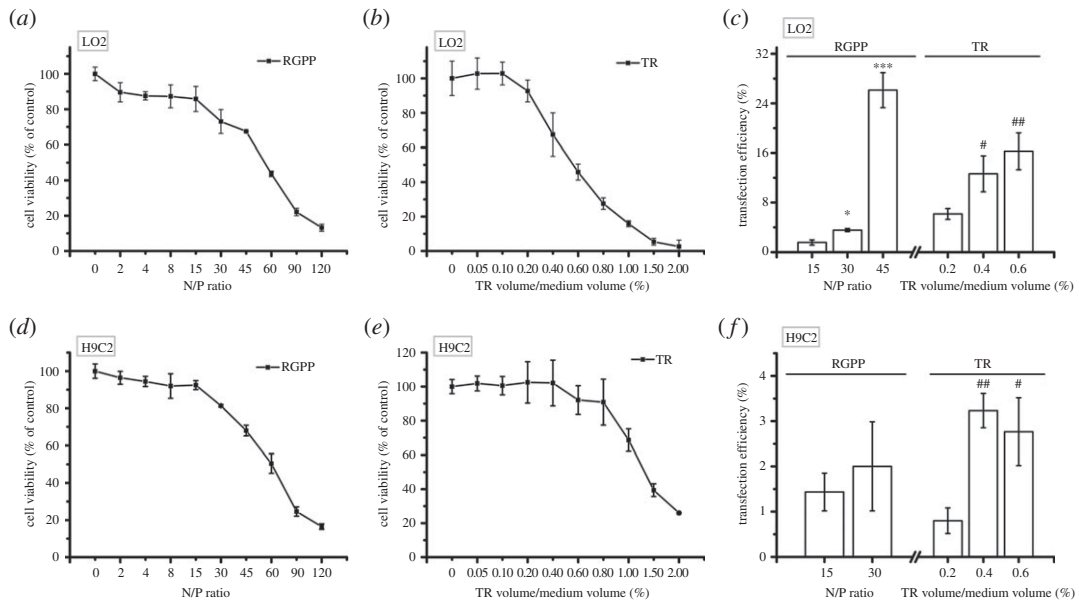 (a)
LO2
RGPP
cell viability (% of control)
100
80
60
40
20
0
0 2 4 8 15 30 45 60 90 120
N/P ratio
(b)
LO2
TR
cell viability (% of control)
100
80
60
40
20
0
0 0.05 0.10 0.20 0.40 0.60 0.80 1.00 1.50 2.00
TR volume/medium volume (%)
(c)
LO2
RGPP TR
transfection efficiency (%)
32
24
16
8
0
*
***
#
##
15 30 45 0.2 0.4 0.6
N/P ratio TR volume/medium volume (%)
(d)
H9C2
RGPP
cell viability (% of control)
100
80
60
40
20
0
0 2 4 8 15 30 45 60 90 120
N/P ratio
(e)
H9C2
TR
cell viability (% of control)
120
100
80
60
40
20
0
0 0.05 0.10 0.20 0.40 0.60 0.80 1.00 1.50 2.00
TR volume/medium volume (%)
(f)
H9C2
RGPP TR
transfection efficiency (%)
4
3
2
1
0
##
#
15 30 0.2 0.4 0.6
N/P ratio TR volume/medium volume (%)